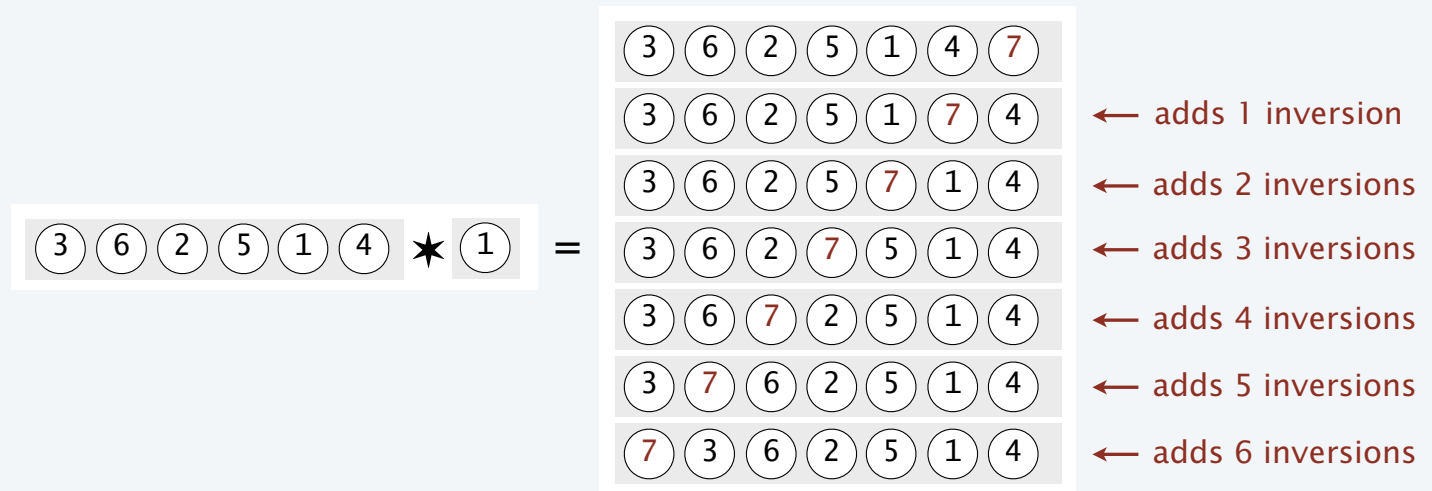 3 6 2 5 1 4 7
3 6 2 5 1 7 4 ← adds 1 inversion
3 6 2 5 7 1 4 ← adds 2 inversions
3 6 2 5 1 4 ★ 1 = 3 6 2 7 5 1 4 ← adds 3 inversions
3 6 7 2 5 1 4 ← adds 4 inversions
3 7 6 2 5 1 4 ← adds 5 inversions
7 3 6 2 5 1 4 ← adds 6 inversions